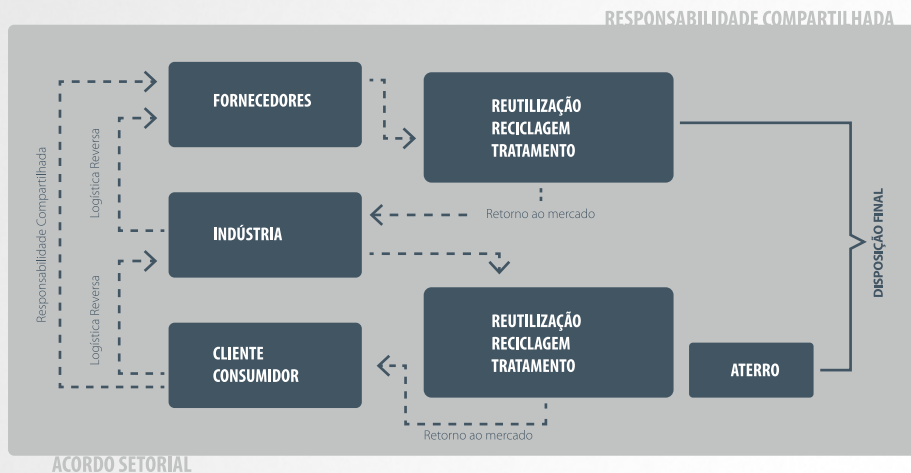 RESPONSABILIDADE COMPARTILHADA
FORNECEDORES
REUTILIZAÇÃO
RECICLAGEM
TRATAMENTO
Responsabilidade Compartilhada
Logística Reversa
Retorno ao mercado
INDÚSTRIA
DISPOSIÇÃO FINAL
Logística Reversa
REUTILIZAÇÃO
RECICLAGEM
TRATAMENTO
CLIENTE
CONSUMIDOR
ATERRO
Retorno ao mercado
ACORDO SETORIAL